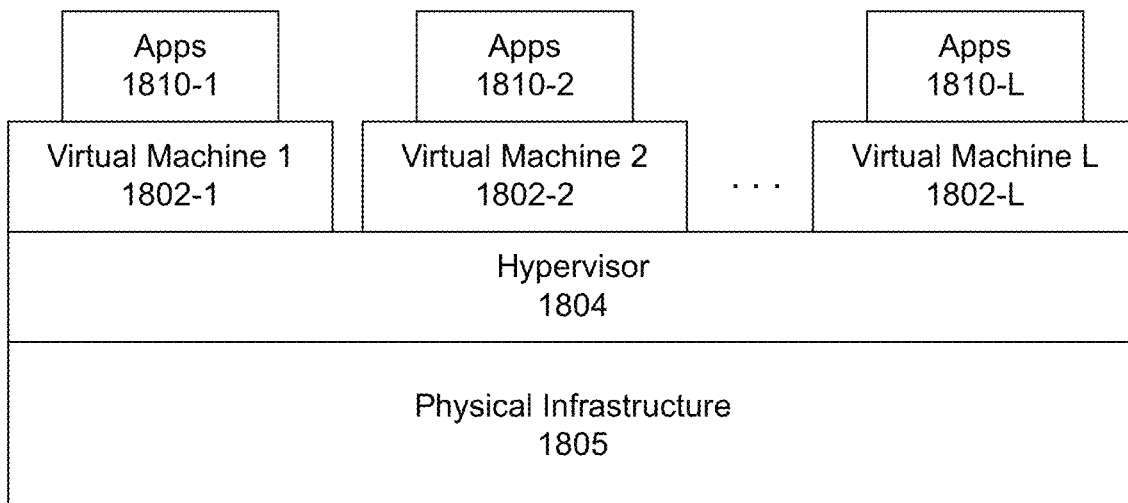 Apps
1810-1
Apps
1810-2
Apps
1810-L
Virtual Machine 1
1802-1
Virtual Machine 2
1802-2
. . .
Virtual Machine L
1802-L
Hypervisor
1804
Physical Infrastructure
1805